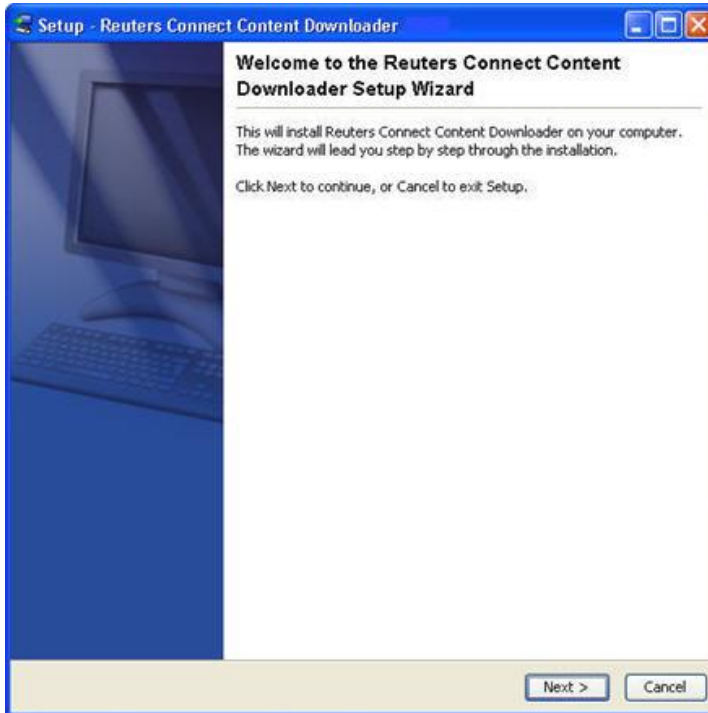 Setup - Reuters Connect Content Downloader
Welcome to the Reuters Connect Content
Downloader Setup Wizard
This will install Reuters Connect Content Downloader on your computer.
The wizard will lead you step by step through the installation.
Click Next to continue, or Cancel to exit Setup.
Next >
Cancel